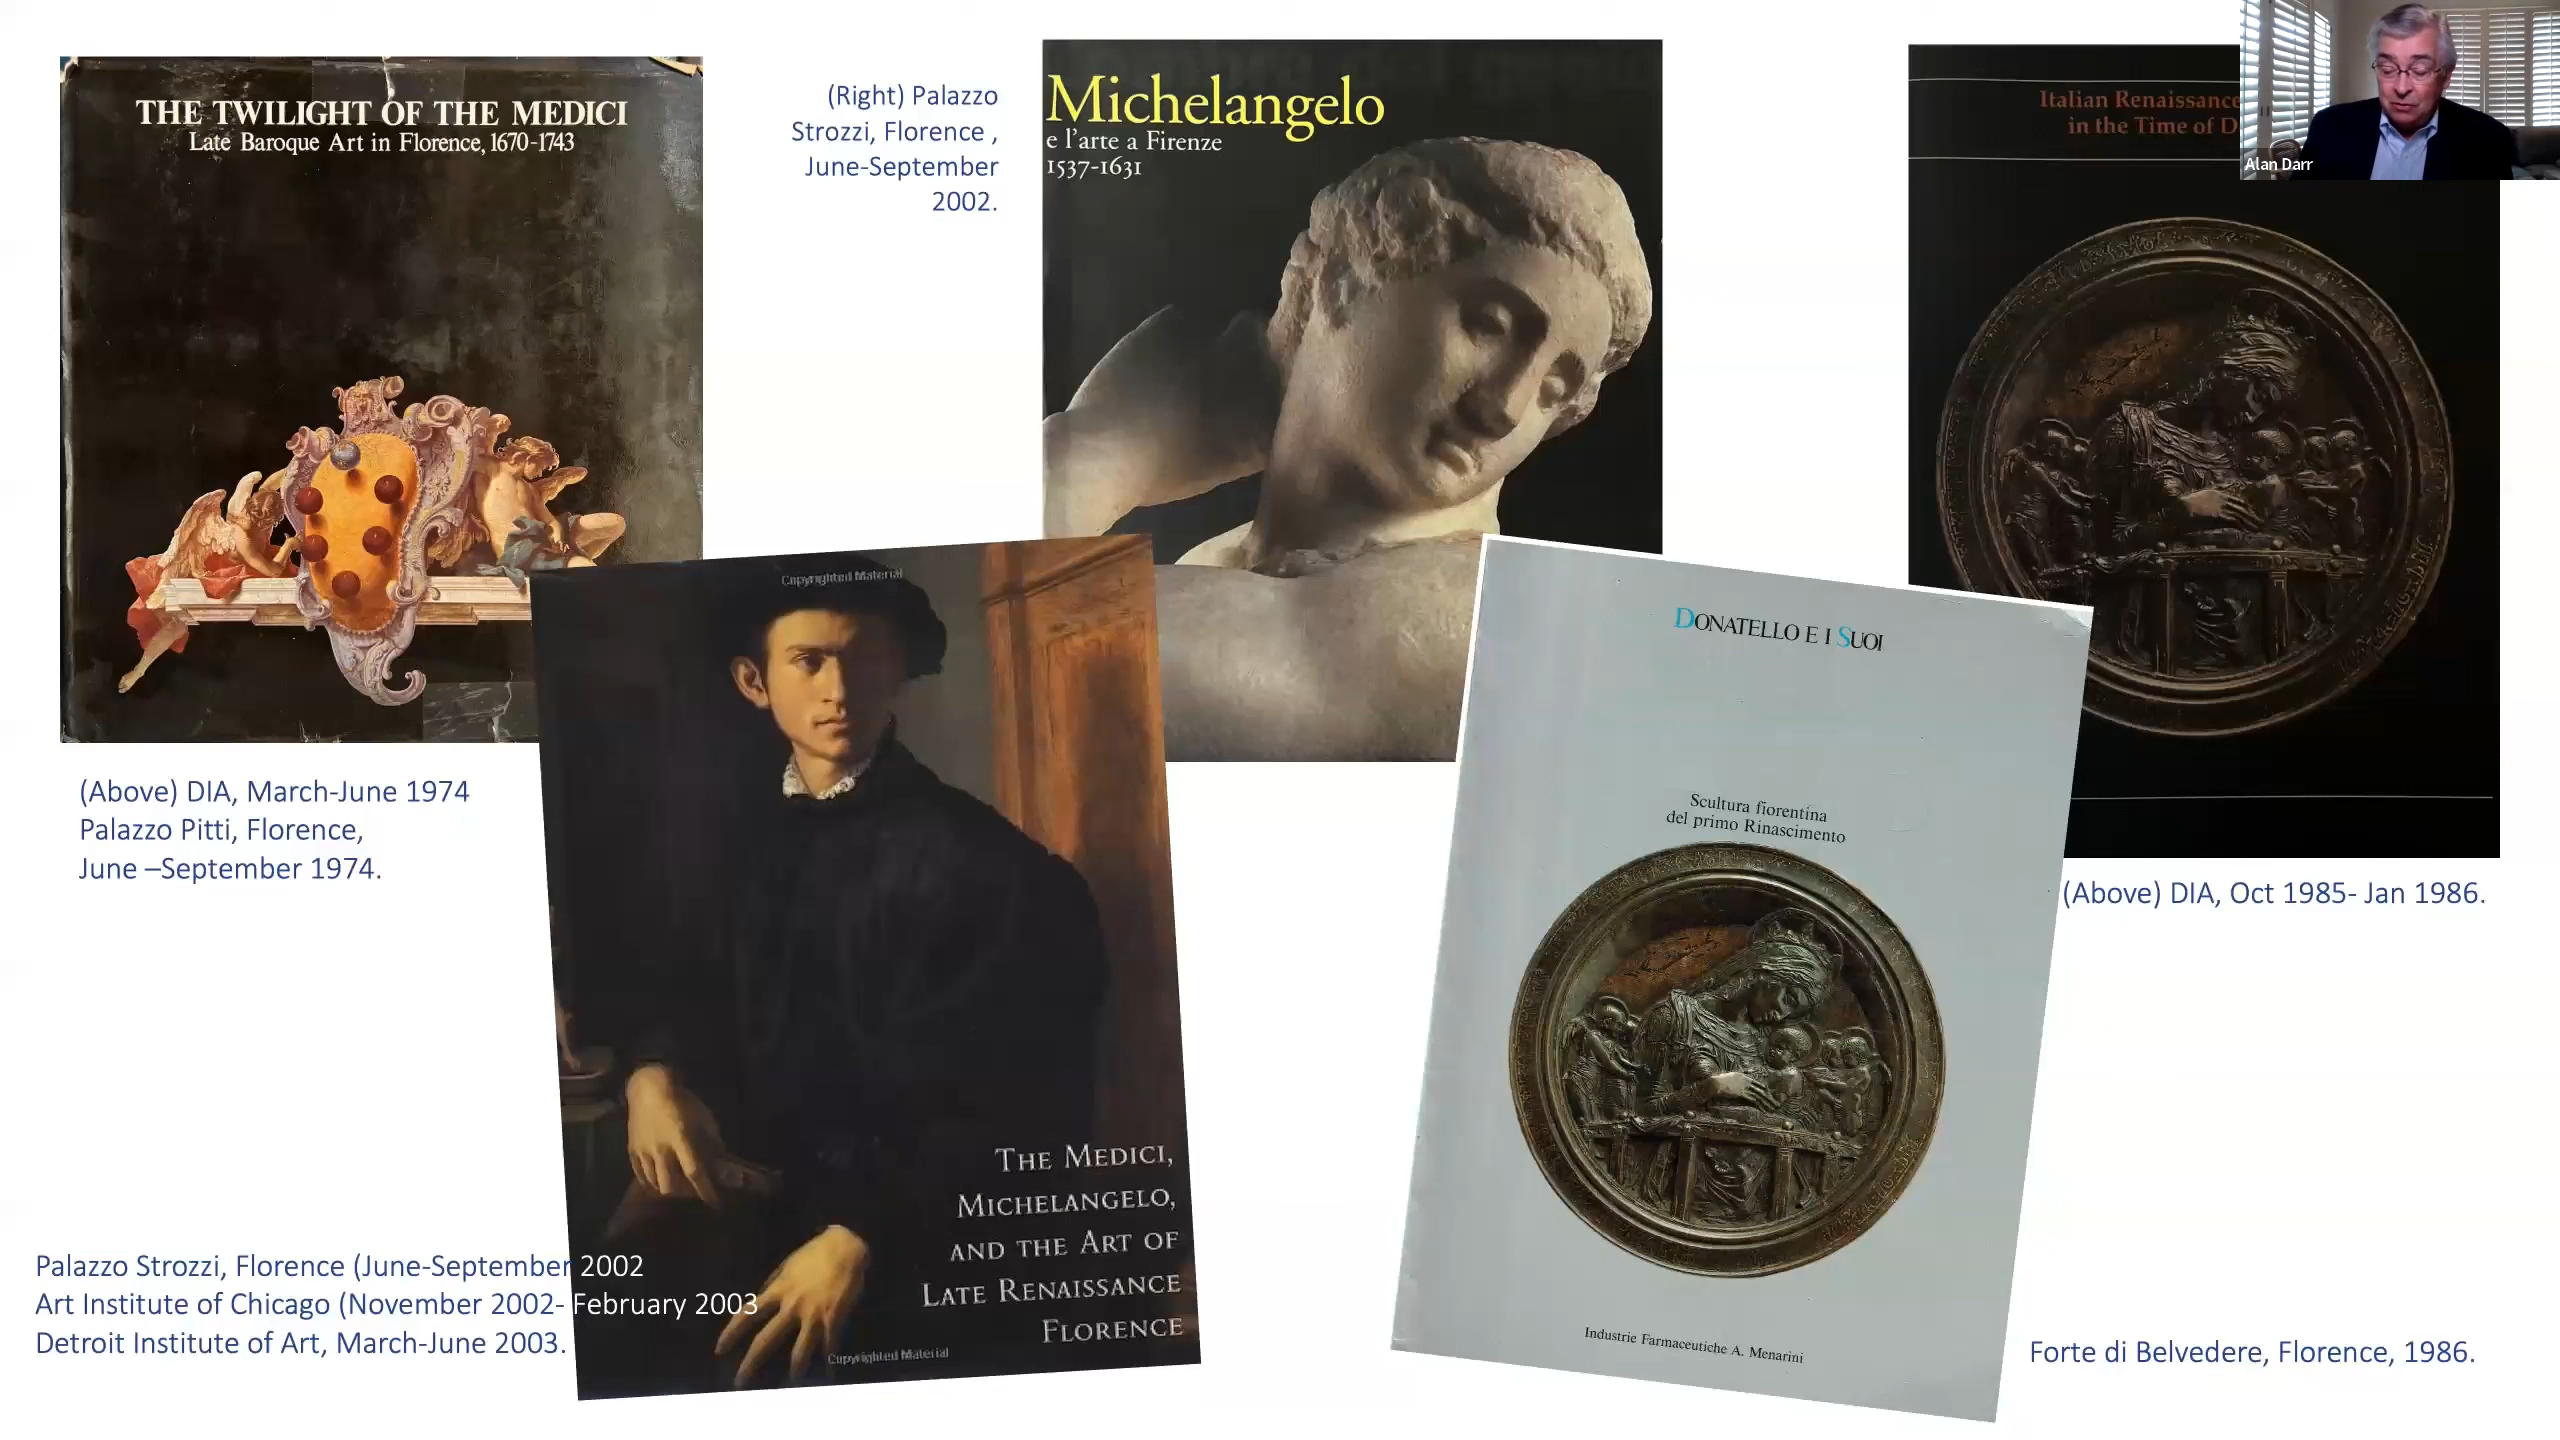 THE TWILIGHT OF THE MEDICI
Late Baroque Art in Florence, 1670-1743
(Above) DIA, March-June 1974
Palazzo Pitti, Florence,
June –September 1974.
(Right) Palazzo
Strozzi, Florence ,
June-September
2002.
Michelangelo
e l'arte a Firenze
1537-1631
Italian Renaissance
in the Time of D
Alan Darr
(Above) DIA, Oct 1985- Jan 1986.
Copyrighted Material
THE MEDICI,
MICHELANGELO,
AND THE ART OF
LATE RENAISSANCE
FLORENCE
Copyrighted Material
Palazzo Strozzi, Florence (June-September 2002
Art Institute of Chicago (November 2002- February 2003
Detroit Institute of Art, March-June 2003.
DONATELLO E I SUOI
Scultura fiorentina
del primo Rinascimento
Industrie Farmaceutiche A. Menarini
Forte di Belvedere, Florence, 1986.